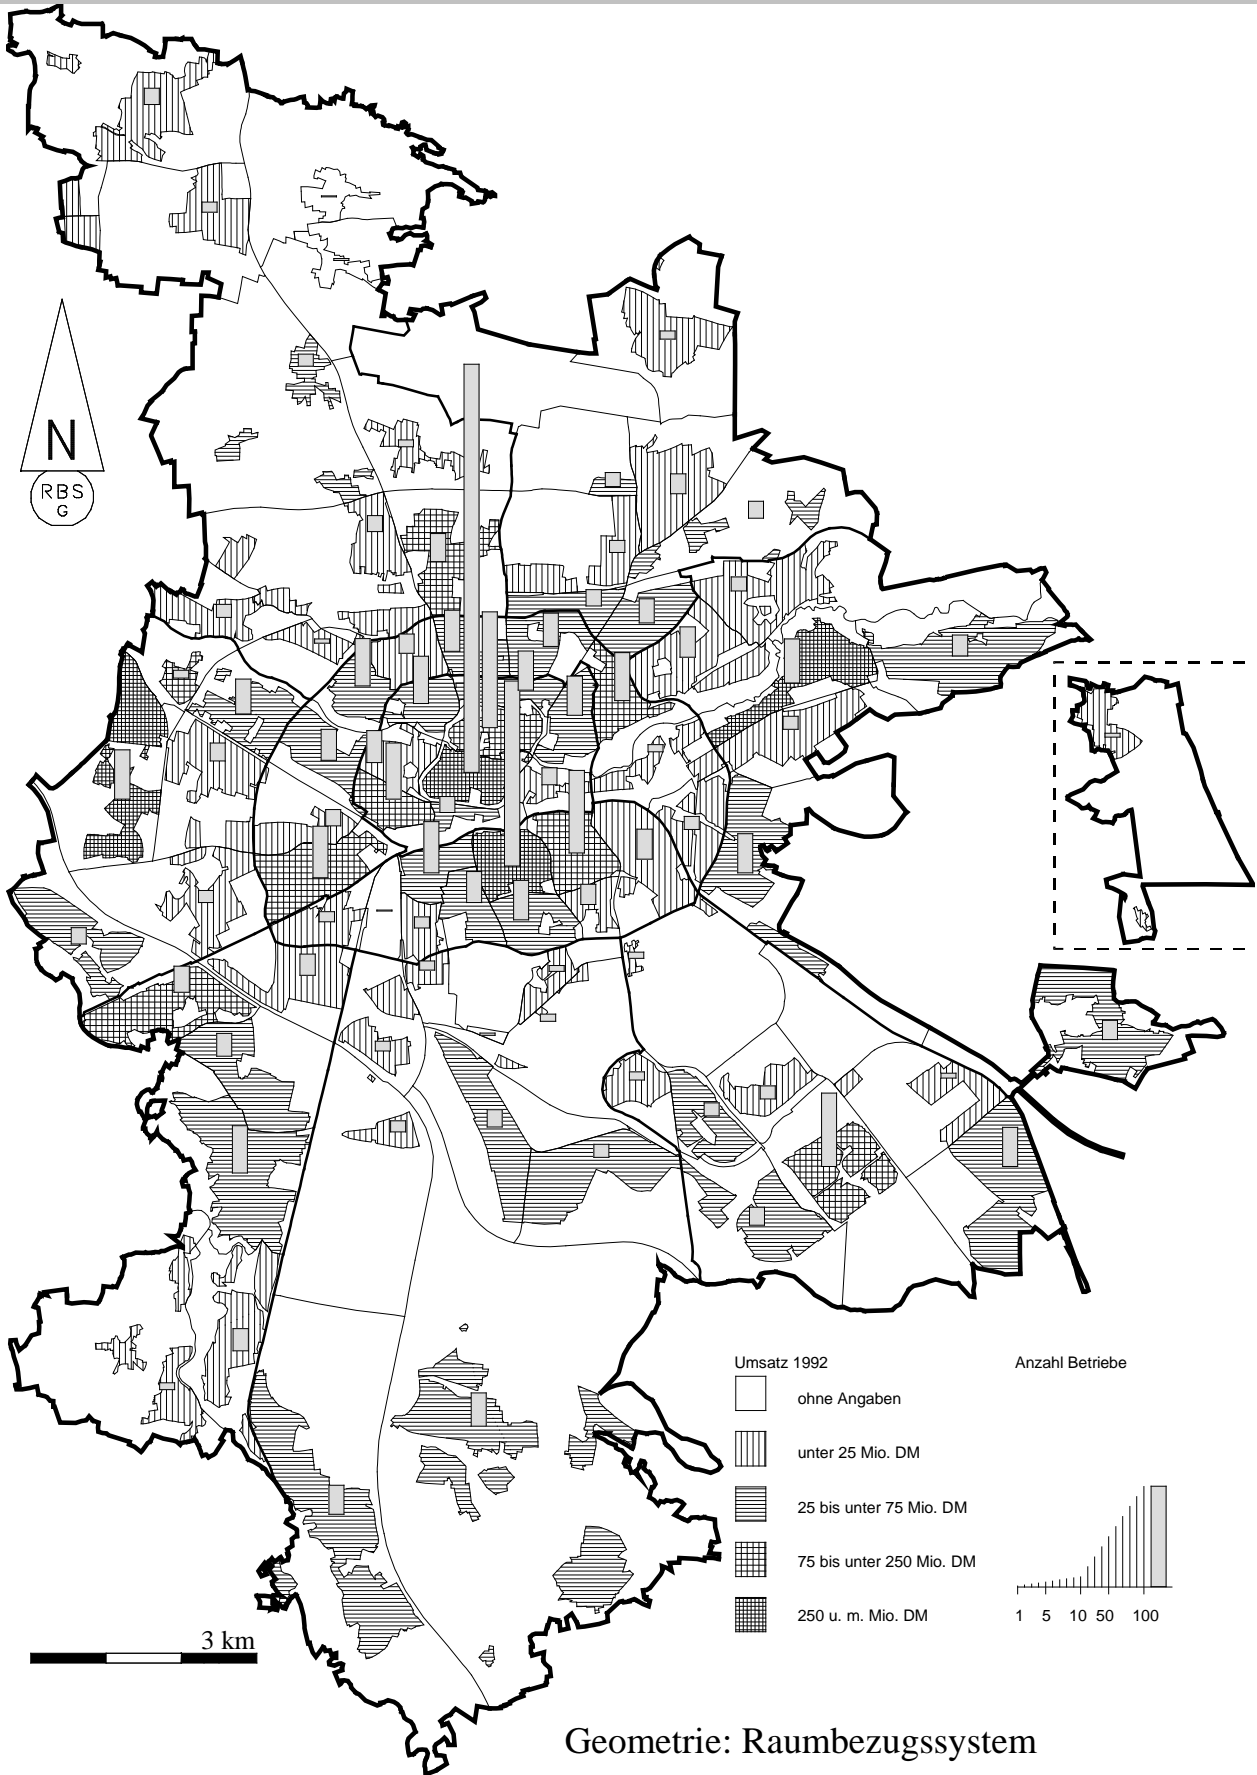 N
RBS
G
Umsatz 1992
Anzahl Betriebe
ohne Angaben
unter 25 Mio. DM
25 bis unter 75 Mio. DM
75 bis unter 250 Mio. DM
250 u. m. Mio. DM
1 5 10 50 100
3 km
Geometrie: Raumbezugssystem